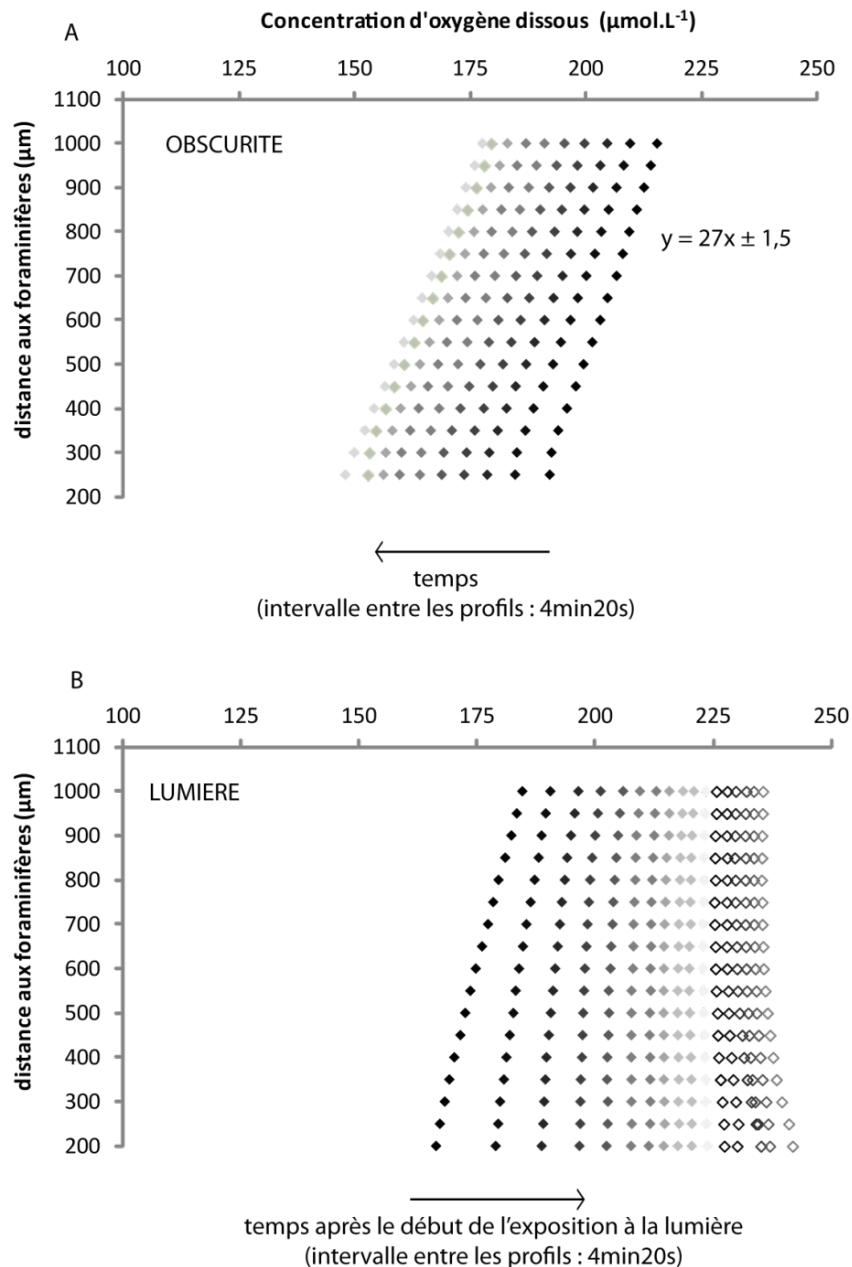 A
Concentration d'oxygène dissous (µmol.L-1)
100 125 150 175 200 225 250
1100
1000
900
800
700
600
500
400
300
200
distance aux foraminifères (µm)
OBSCURITE
y = 27x ± 1,5
temps
(intervalle entre les profils : 4min20s)
B
100 125 150 175 200 225 250
1100
1000
900
800
700
600
500
400
300
200
distance aux foraminifères (µm)
LUMIERE
temps après le début de l'exposition à la lumière
(intervalle entre les profils : 4min20s)